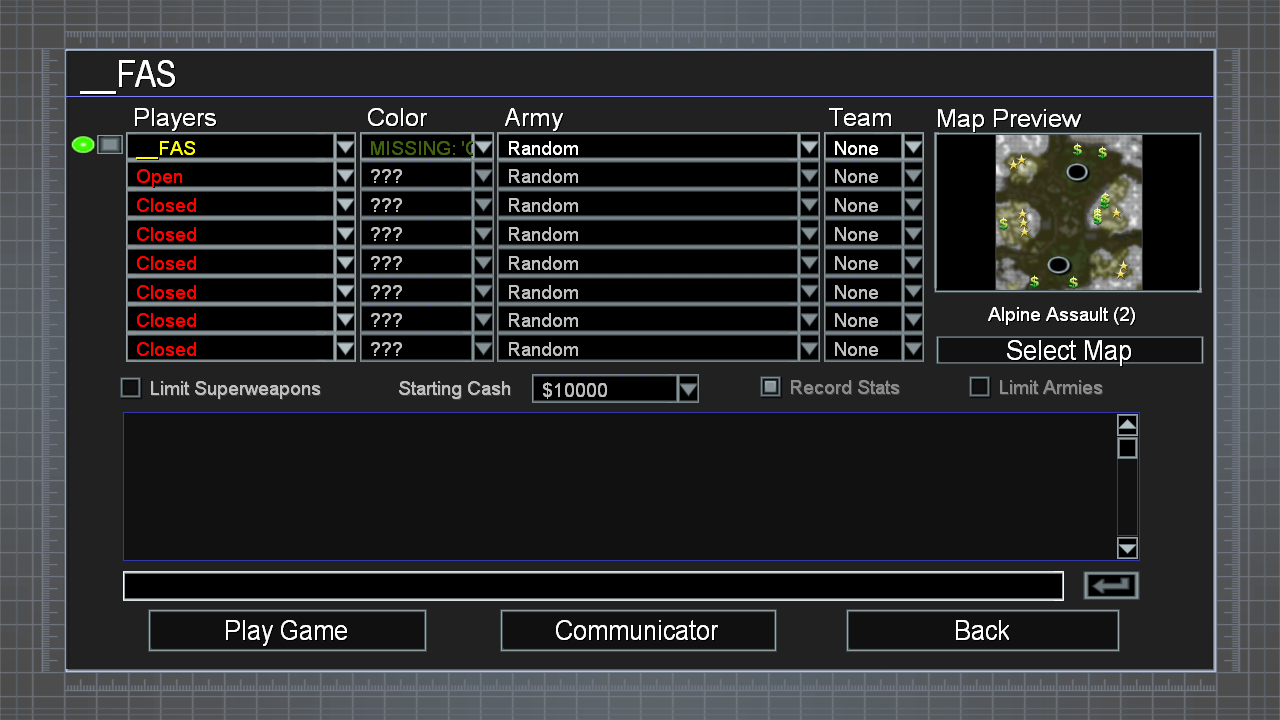 __FAS
Players Color Army Team Map Preview
__FAS MISSING: 'C Random None
Open ??? Random None
Closed ??? Random None
Closed ??? Random None
Closed ??? Random None
Closed ??? Random None
Closed ??? Random None
Closed ??? Random None
Alpine Assault (2)
Select Map
Limit Superweapons Starting Cash $10000 Record Stats Limit Armies
Play Game Communicator Back